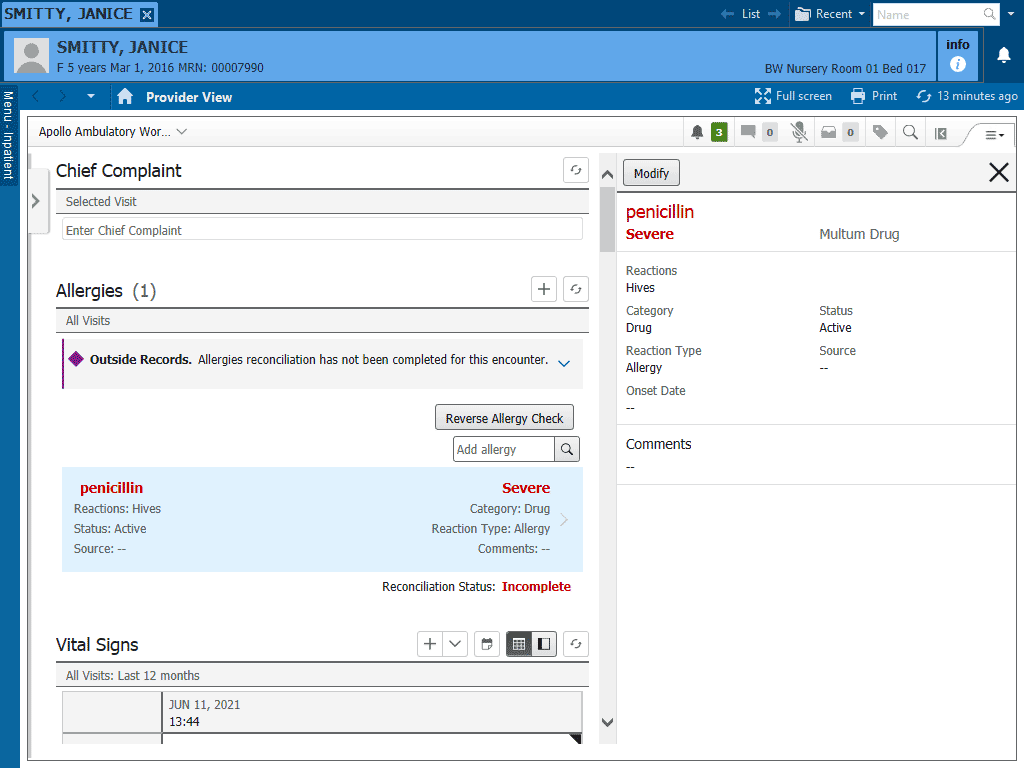 SMITTY, JANICE
List
Recent
Name
SMITTY, JANICE
F 5 years Mar 1, 2016 MRN: 00007990
BW Nursery Room 01 Bed 017
info
Menu - Inpatient
Provider View
Full screen
Print
13 minutes ago
Apollo Ambulatory Wor...
3
0
0
Chief Complaint
Selected Visit
Enter Chief Complaint
Allergies (1)
All Visits
Outside Records. Allergies reconciliation has not been completed for this encounter.
Reverse Allergy Check
Add allergy
penicillin Severe
Reactions: Hives Category: Drug
Status: Active Reaction Type: Allergy
Source: -- Comments: --
Reconciliation Status: Incomplete
Vital Signs
All Visits: Last 12 months
JUN 11, 2021
13:44
Modify
penicillin
Severe Multum Drug
Reactions
Hives
Category Status
Drug Active
Reaction Type Source
Allergy --
Onset Date
--
Comments
--